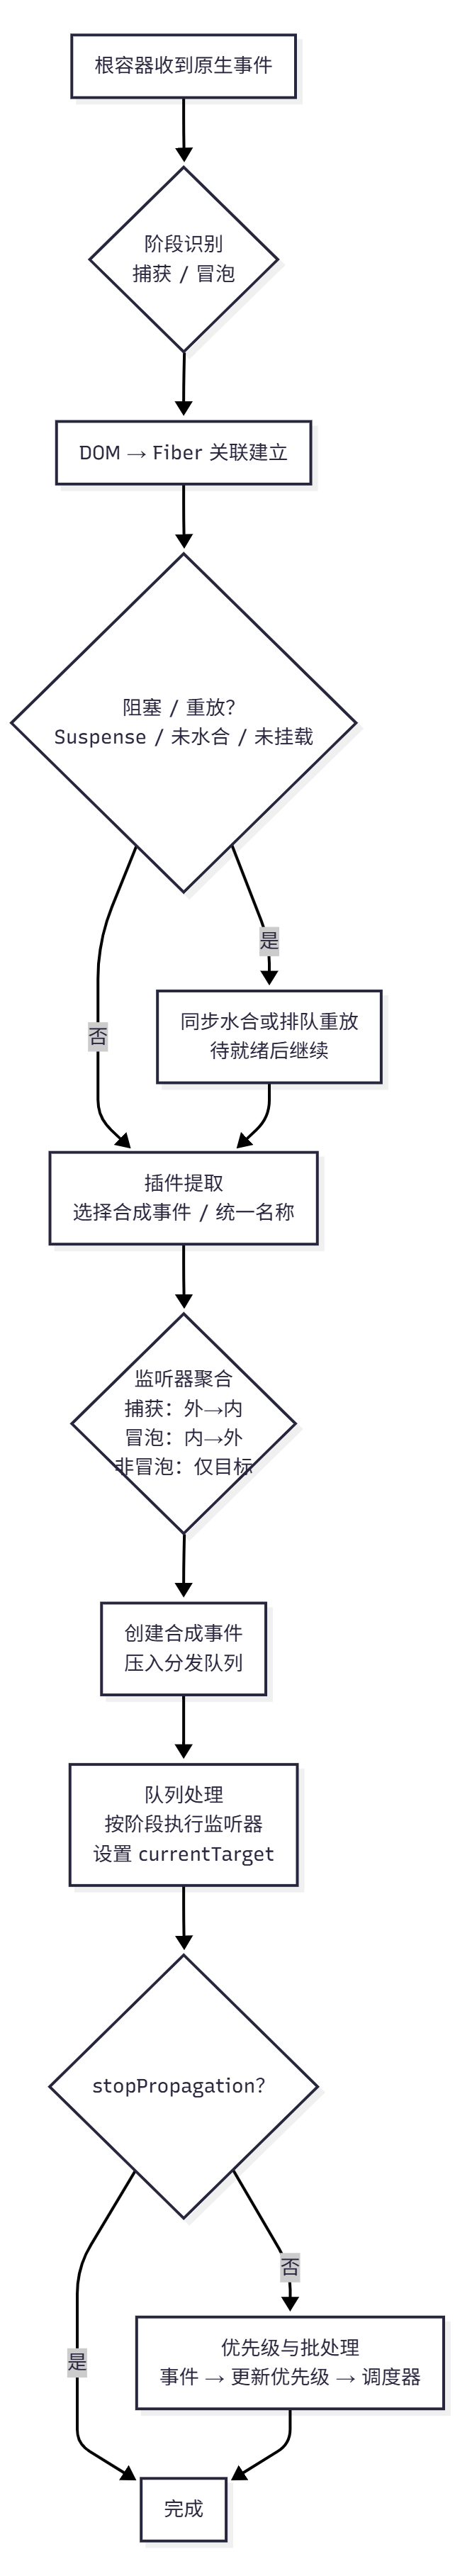 根容器收到原生事件
阶段识别
捕获 / 冒泡
DOM → Fiber 关联建立
阻塞 / 重放？
Suspense / 未水合 / 未挂载
是
否
同步水合或排队重放
待就绪后继续
插件提取
选择合成事件 / 统一名称
监听器聚合
捕获：外→内
冒泡：内→外
非冒泡：仅目标
创建合成事件
压入分发队列
队列处理
按阶段执行监听器
设置 currentTarget
stopPropagation？
否
是
优先级与批处理
事件 → 更新优先级 → 调度器
完成